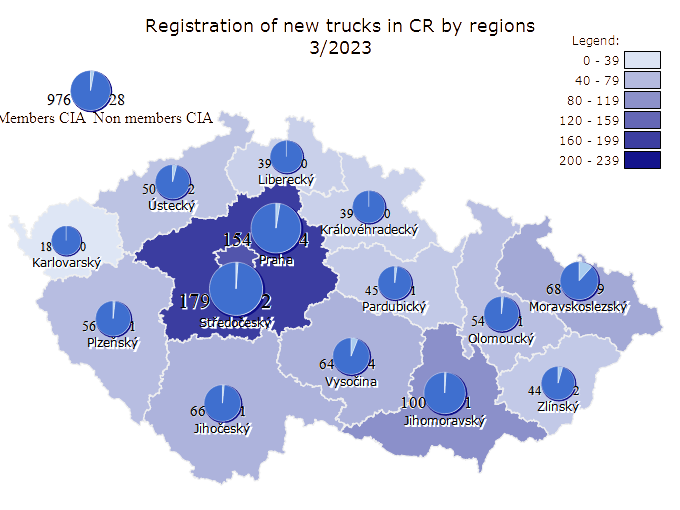 Registration of new trucks in CR by regions
3/2023
Legend:
0 - 39
40 - 79
80 - 119
120 - 159
160 - 199
200 - 239
976 28
Members CIA Non members CIA
39 0
Liberecký
50 2
Ústecký
39 0
Královéhradecký
154 4
Praha
18 0
Karlovarský
179 2
Středočeský
45 1
Pardubický
68 9
Moravskoslezský
56 1
Plzeňský
54 1
Olomoucký
64 4
Vysočina
44 2
Zlínský
66 1
Jihočeský
100 1
Jihomoravský